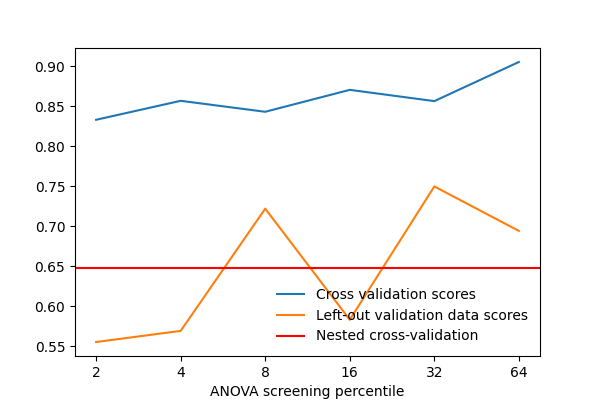 0.90
0.85
0.80
0.75
0.70
0.65
0.60
0.55
Cross validation scores
Left-out validation data scores
Nested cross-validation
2 4 8 16 32 64
ANOVA screening percentile